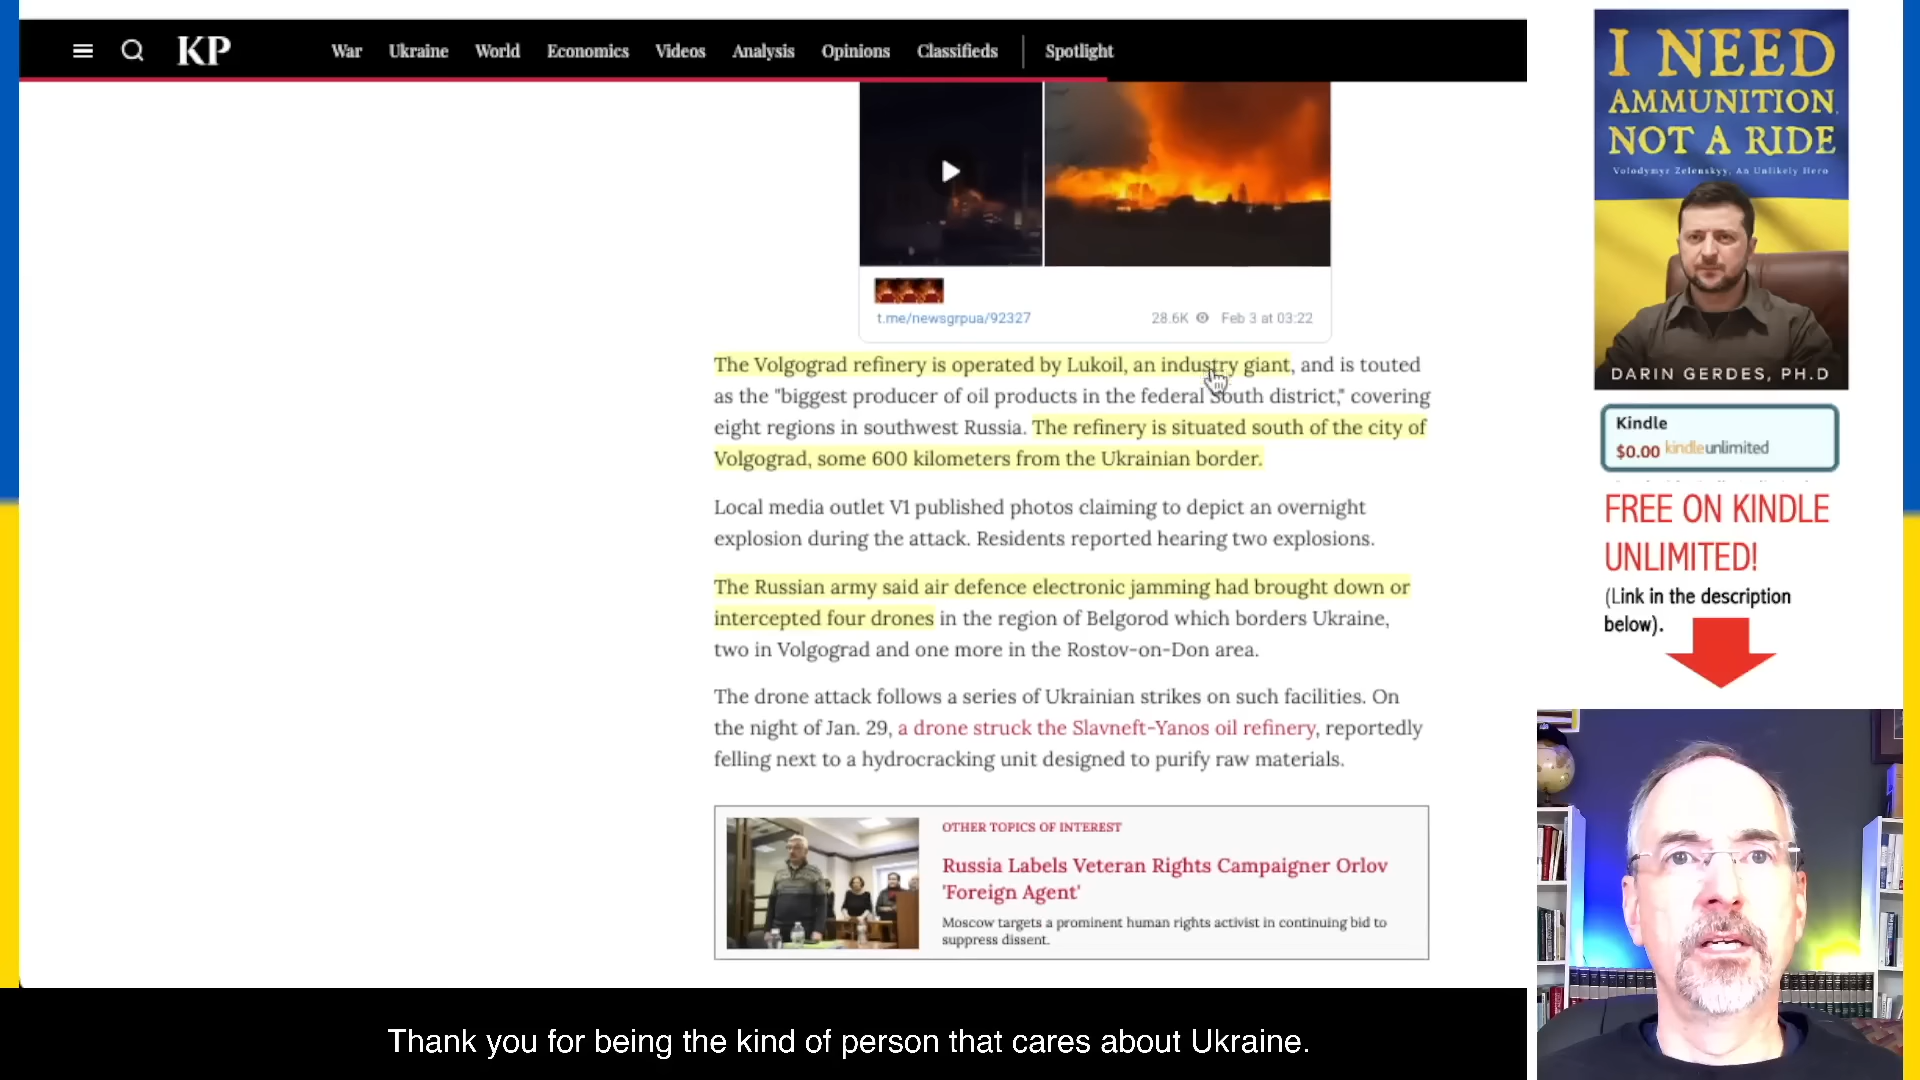 KP
War Ukraine World Economics Videos Analysis Opinions Classifieds Spotlight
t.me/newsgrpua/92327 28.6K Feb 3 at 03:22
The Volgograd refinery is operated by Lukoil, an industry giant, and is touted
as the "biggest producer of oil products in the federal South district," covering
eight regions in southwest Russia. The refinery is situated south of the city of
Volgograd, some 600 kilometers from the Ukrainian border.
Local media outlet V1 published photos claiming to depict an overnight
explosion during the attack. Residents reported hearing two explosions.
The Russian army said air defence electronic jamming had brought down or
intercepted four drones in the region of Belgorod which borders Ukraine,
two in Volgograd and one more in the Rostov-on-Don area.
The drone attack follows a series of Ukrainian strikes on such facilities. On
the night of Jan. 29, a drone struck the Slavneft-Yanos oil refinery, reportedly
felling next to a hydrocracking unit designed to purify raw materials.
OTHER TOPICS OF INTEREST
Russia Labels Veteran Rights Campaigner Orlov
'Foreign Agent'
Moscow targets a prominent human rights activist in continuing bid to
suppress dissent.
Thank you for being the kind of person that cares about Ukraine.
I NEED
AMMUNITION,
NOT A RIDE
Volodymyr Zelenskyy, An Unlikely Hero
DARIN GERDES, PH.D
Kindle
$0.00 kindleunlimited
FREE ON KINDLE
UNLIMITED!
(Link in the description
below).